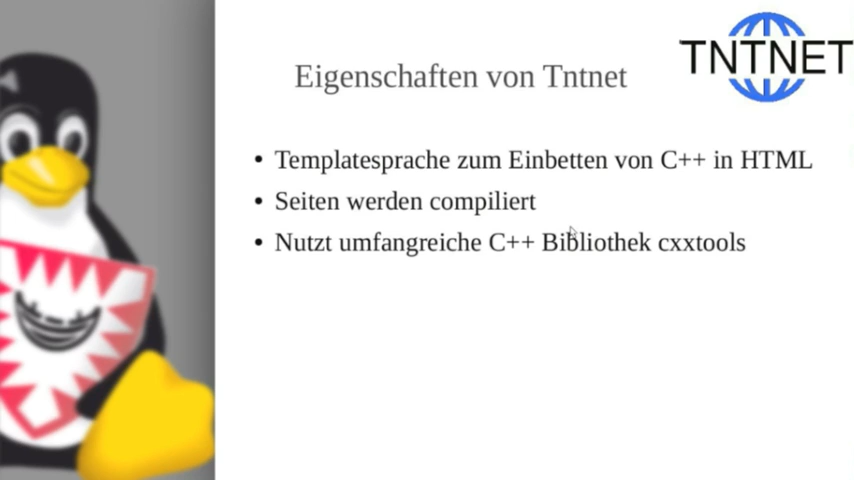 TNTNET
Eigenschaften von Tntnet
• Templatesprache zum Einbetten von C++ in HTML
• Seiten werden compiliert
• Nutzt umfangreiche C++ Bibliothek cxxtools